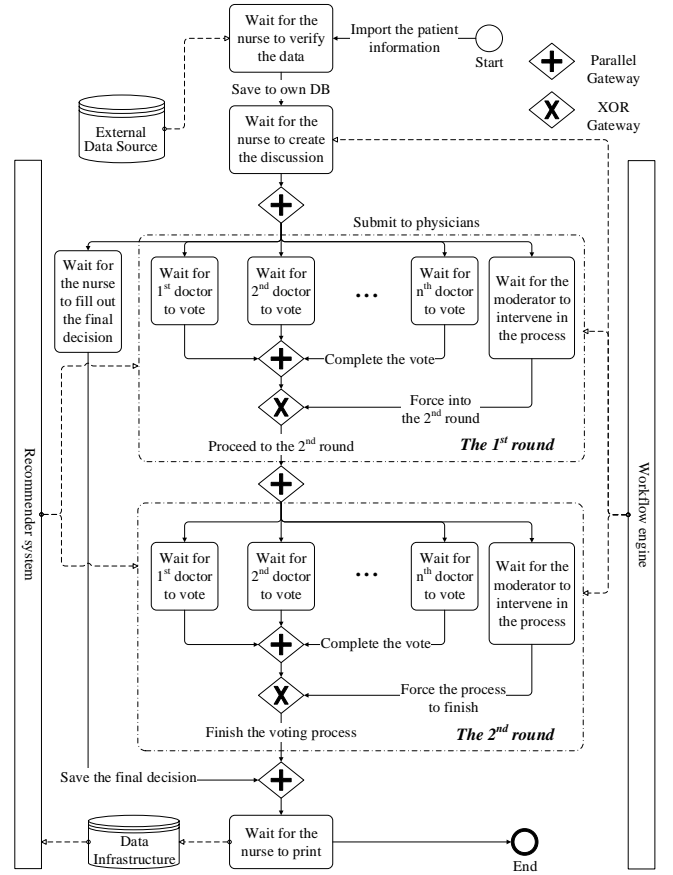 Wait for the
nurse to verify
the data
Import the patient
information
Start
Parallel
Gateway
XOR
Gateway
Save to own DB
External
Data Source
Wait for the
nurse to create
the discussion
Submit to physicians
Wait for
the nurse
to fill out
the final
decision
Wait for
1st doctor
to vote
Wait for
2nd doctor
to vote
...
Wait for
nth doctor
to vote
Wait for the
moderator to
intervene in
the process
Complete the vote
Force into
the 2nd round
Proceed to the 2nd round
The 1st round
Recommender system
Workflow engine
Wait for
1st doctor
to vote
Wait for
2nd doctor
to vote
...
Wait for
nth doctor
to vote
Wait for the
moderator to
intervene in
the process
Complete the vote
Force the process
to finish
Finish the voting process
The 2nd round
Save the final decision
Data
Infrastructure
Wait for the
nurse to print
End